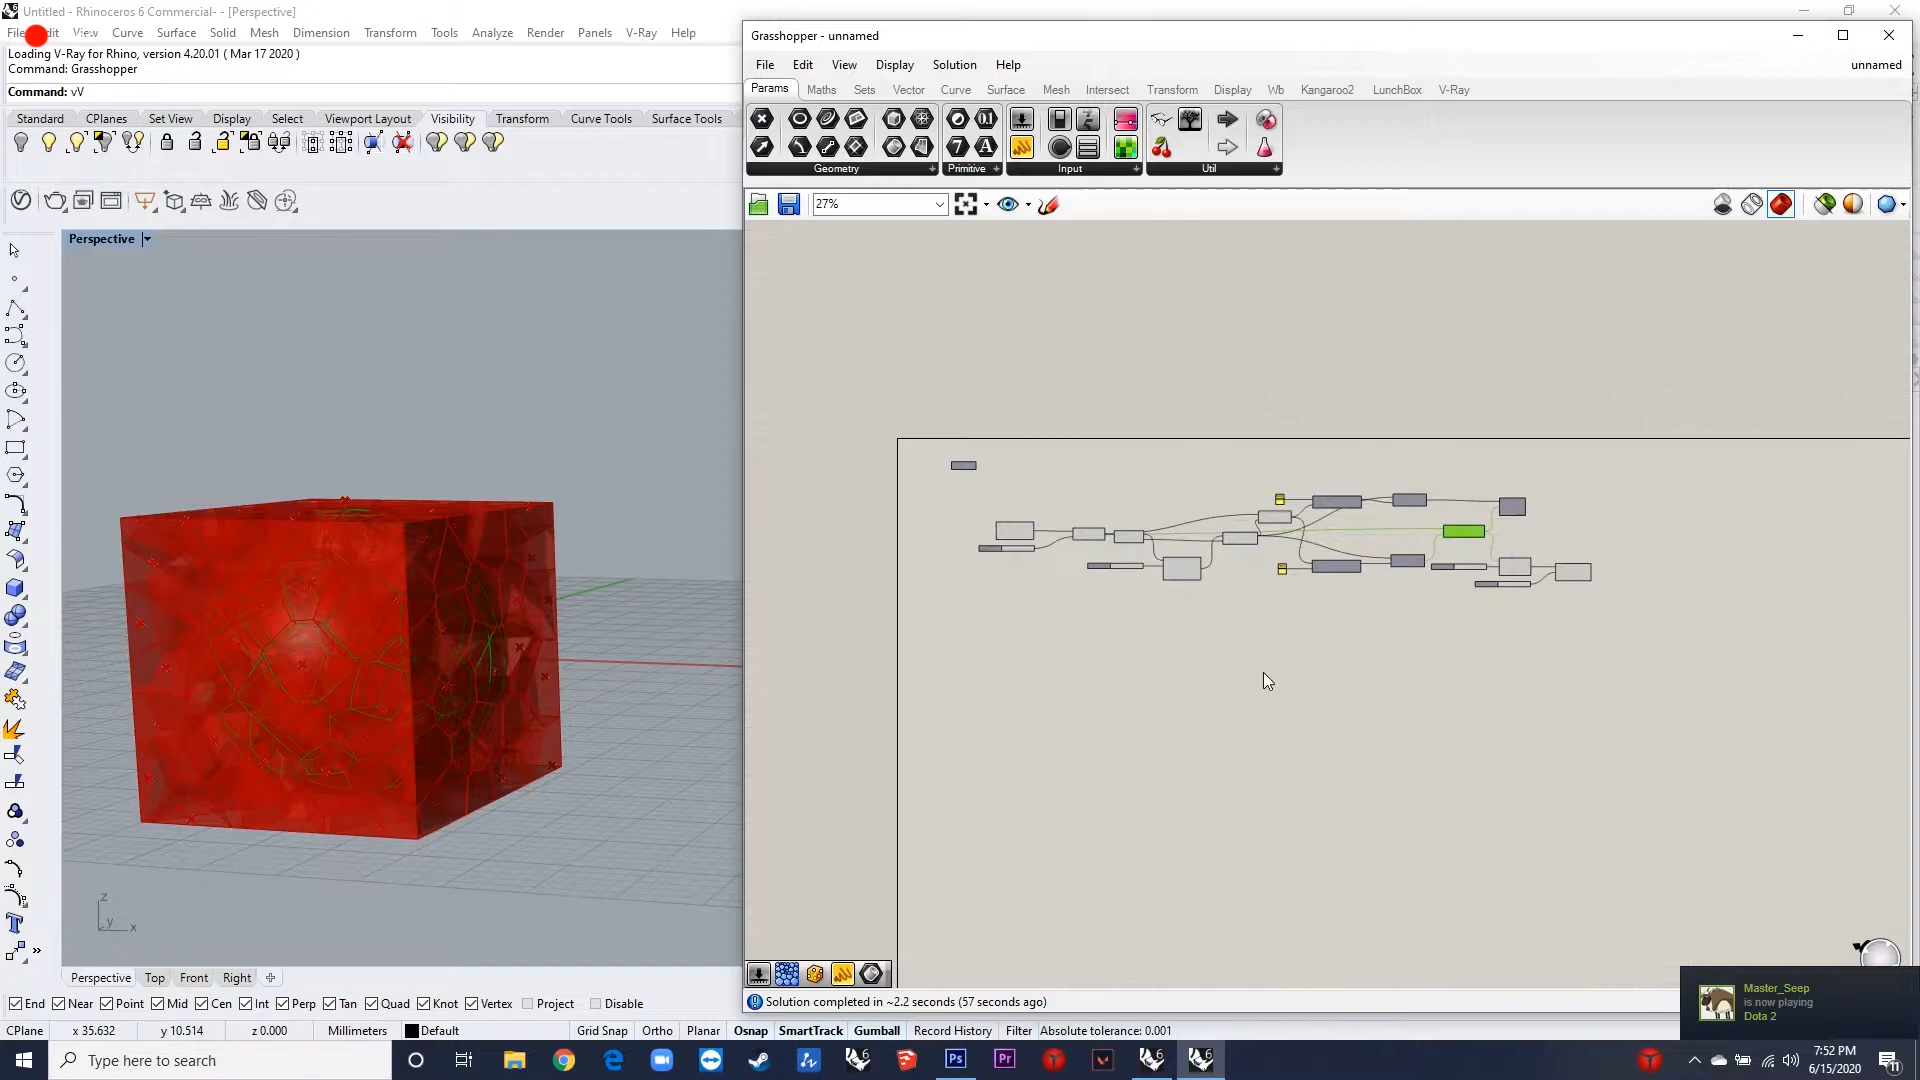 Untitled - Rhinoceros 6 Commercial- - [Perspective]
File Edit View Curve Surface Solid Mesh Dimension Transform Tools Analyze Render Panels V-Ray Help
Loading V-Ray for Rhino, version 4.20.01 ( Mar 17 2020 )
Command: Grasshopper
Command: vV
Standard CPlanes Set View Display Select Viewport Layout Visibility Transform Curve Tools Surface Tools
Perspective
z
y x
Perspective Top Front Right
End Near Point Mid Cen Int Perp Tan Quad Knot Vertex Project Disable
CPlane x 35.632 y 10.514 z 0.000 Millimeters Default Grid Snap Ortho Planar Osnap SmartTrack Gumball Record History Filter Absolute tolerance: 0.001
Grasshopper - unnamed
File Edit View Display Solution Help unnamed
Params Maths Sets Vector Curve Surface Mesh Intersect Transform Display Wb Kangaroo2 LunchBox V-Ray
Geometry Primitive Input Util
27%
Solution completed in ~2.2 seconds (57 seconds ago)
Master_Seep
is now playing
Dota 2
Type here to search
7:52 PM
6/15/2020